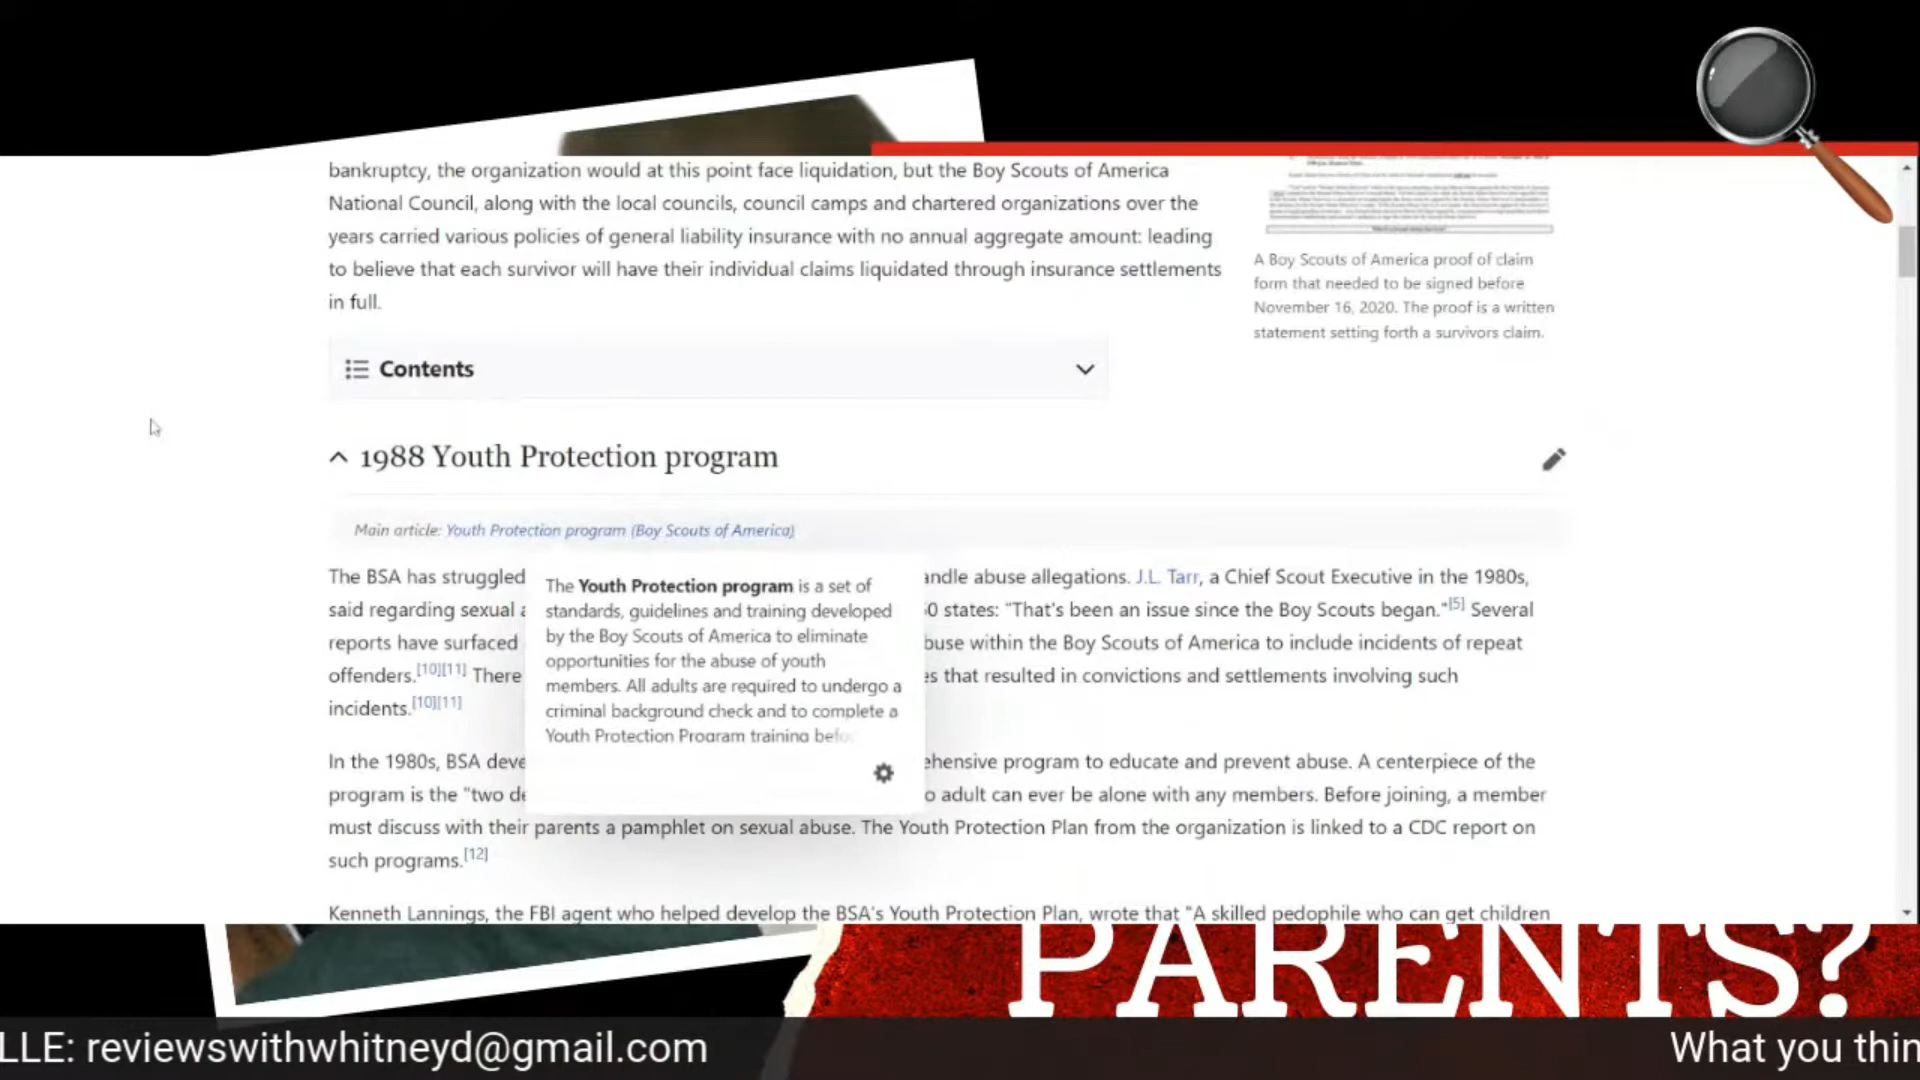 bankruptcy, the organization would at this point face liquidation, but the Boy Scouts of America
National Council, along with the local councils, council camps and chartered organizations over the
years carried various policies of general liability insurance with no annual aggregate amount: leading
to believe that each survivor will have their individual claims liquidated through insurance settlements
in full.
A Boy Scouts of America proof of claim
form that needed to be signed before
November 16, 2020. The proof is a written
statement setting forth a survivors claim.
Contents
1988 Youth Protection program
Main article: Youth Protection program (Boy Scouts of America)
The BSA has struggled andle abuse allegations. J.L. Tarr, a Chief Scout Executive in the 1980s,
said regarding sexual a 50 states: "That's been an issue since the Boy Scouts began."[5] Several
reports have surfaced buse within the Boy Scouts of America to include incidents of repeat
offenders.[10][11] There es that resulted in convictions and settlements involving such
incidents.[10][11]
The Youth Protection program is a set of
standards, guidelines and training developed
by the Boy Scouts of America to eliminate
opportunities for the abuse of youth
members. All adults are required to undergo a
criminal background check and to complete a
Youth Protection Program training befo
In the 1980s, BSA deve ehensive program to educate and prevent abuse. A centerpiece of the
program is the "two de o adult can ever be alone with any members. Before joining, a member
must discuss with their parents a pamphlet on sexual abuse. The Youth Protection Plan from the organization is linked to a CDC report on
such programs.[12]
Kenneth Lannings, the FBI agent who helped develop the BSA's Youth Protection Plan, wrote that "A skilled pedophile who can get children
PARENTS?
LLE: reviewswithwhitneyd@gmail.com
What you thin